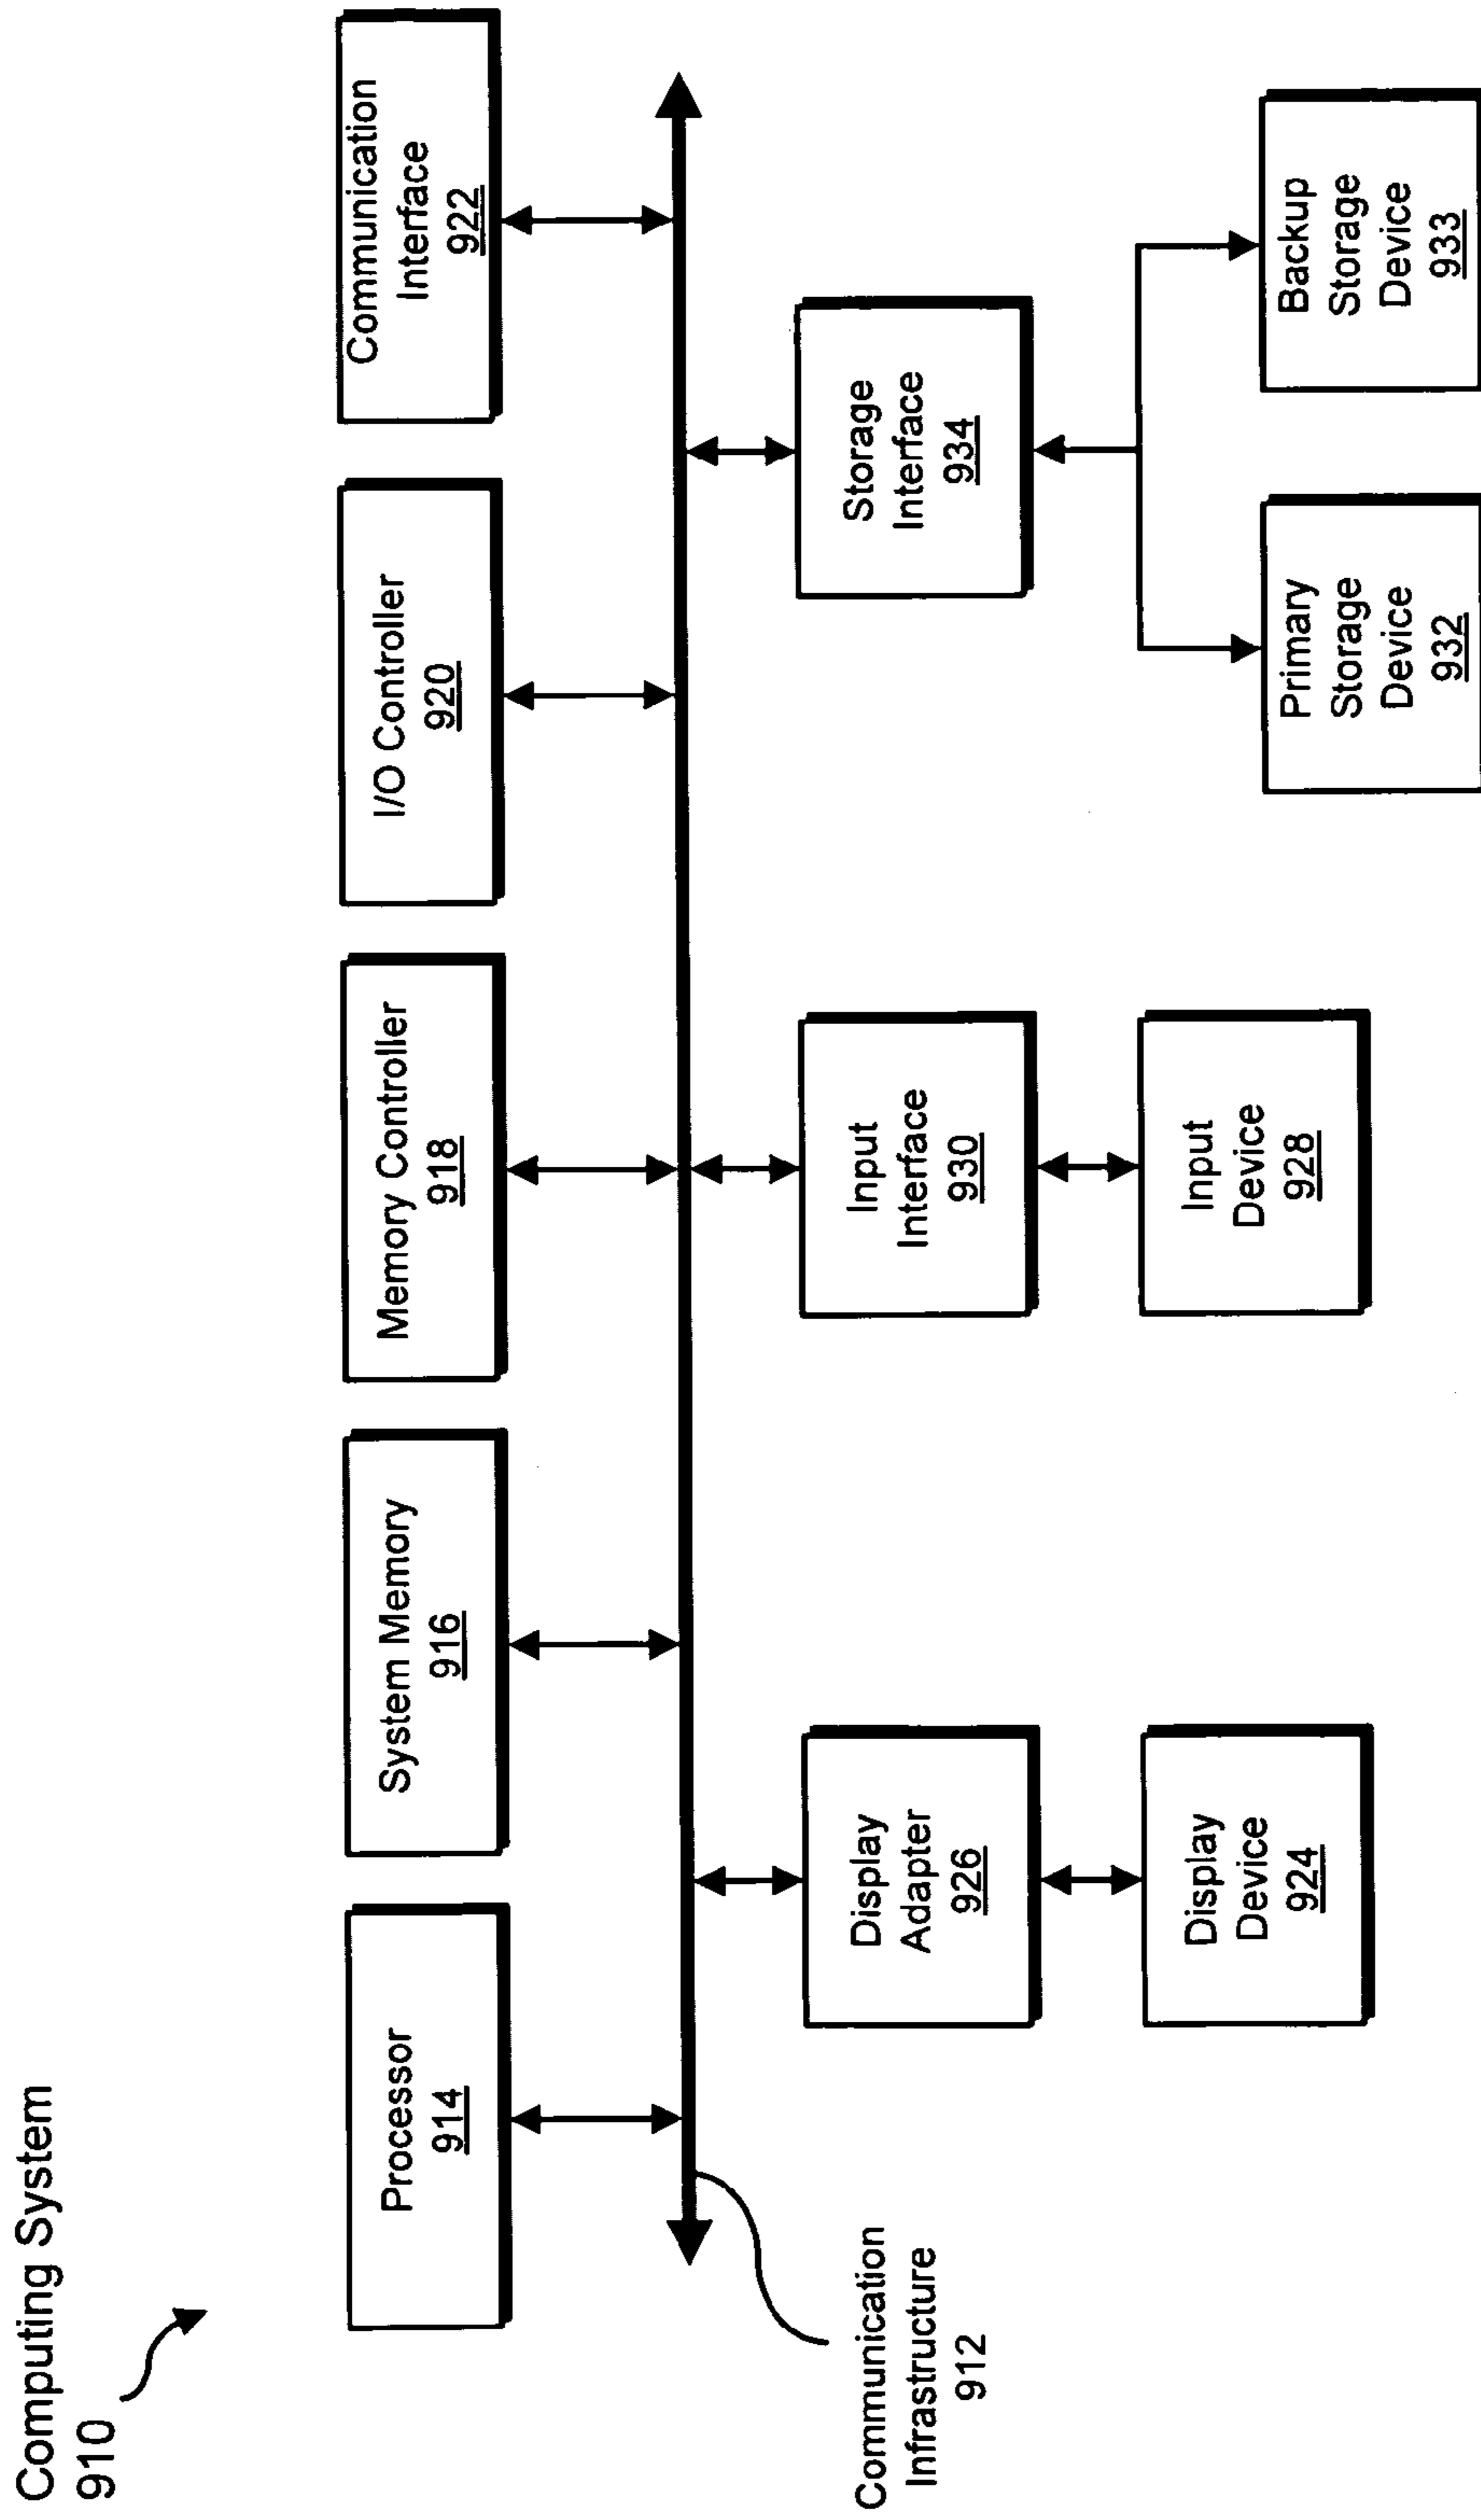 Computing System
910
Processor
914
System Memory
916
Memory Controller
918
I/O Controller
920
Communication
Interface
922
Communication
Infrastructure
912
Display
Adapter
926
Input
Interface
930
Storage
Interface
934
Display
Device
924
Input
Device
928
Primary
Storage
Device
932
Backup
Storage
Device
933